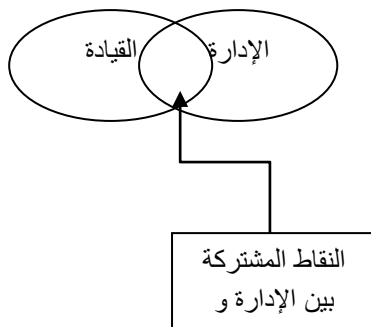 الإدارة
القيادة
النقاط المشتركة
بين الإدارة و